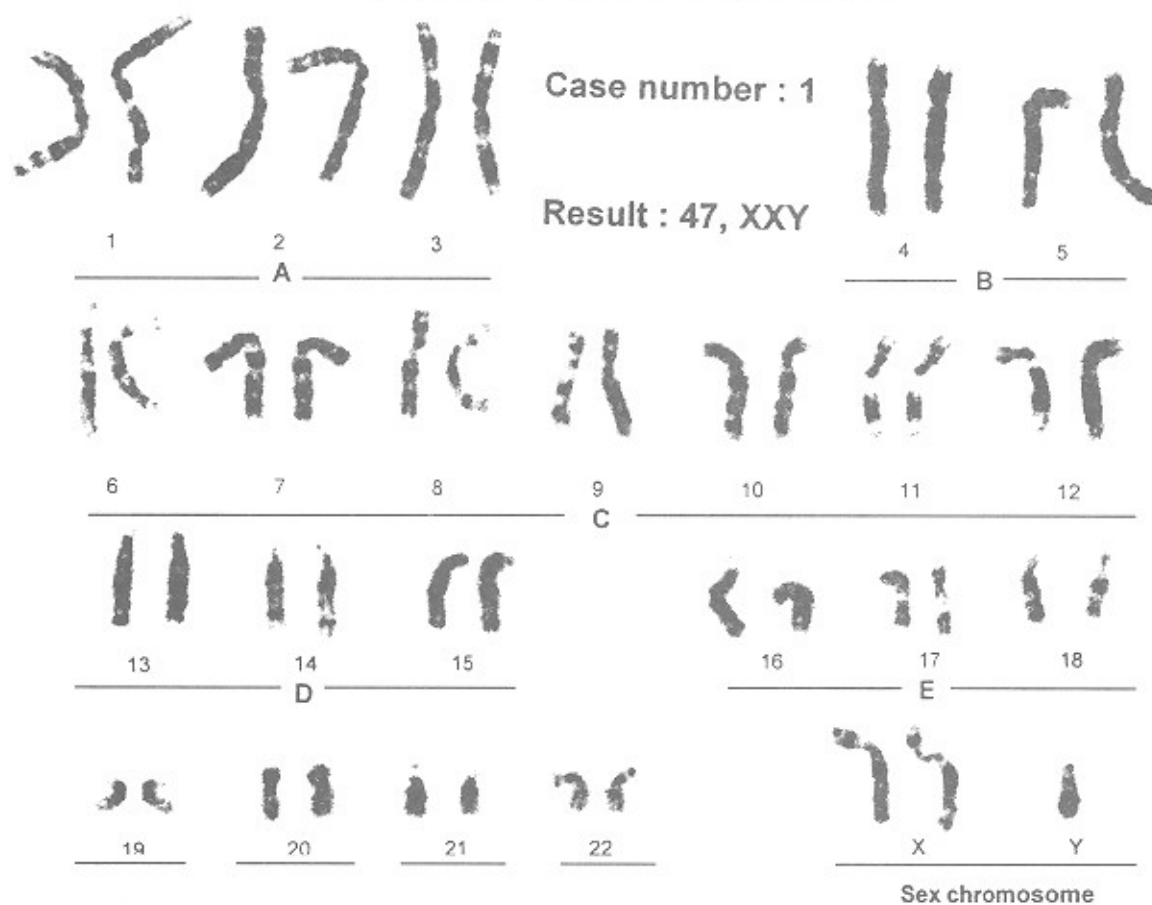 Case number : 1
Result : 47, XXY
1 2 3
A
4 5
B
6 7 8 9 10 11 12
C
13 14 15
D
16 17 18
E
19 20 21 22
X Y
Sex chromosome